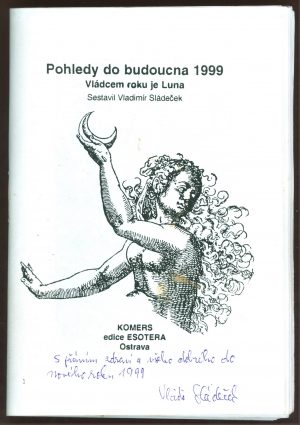 Pohledy do budoucna 1999
Vládcem roku je Luna
Sestavil Vladimír Sládeček
KOMERS
edice ESOTERA
Ostrava
S přáním zdraví a všeho dobrého do
nového roku 1999
Vláďa Sládeček